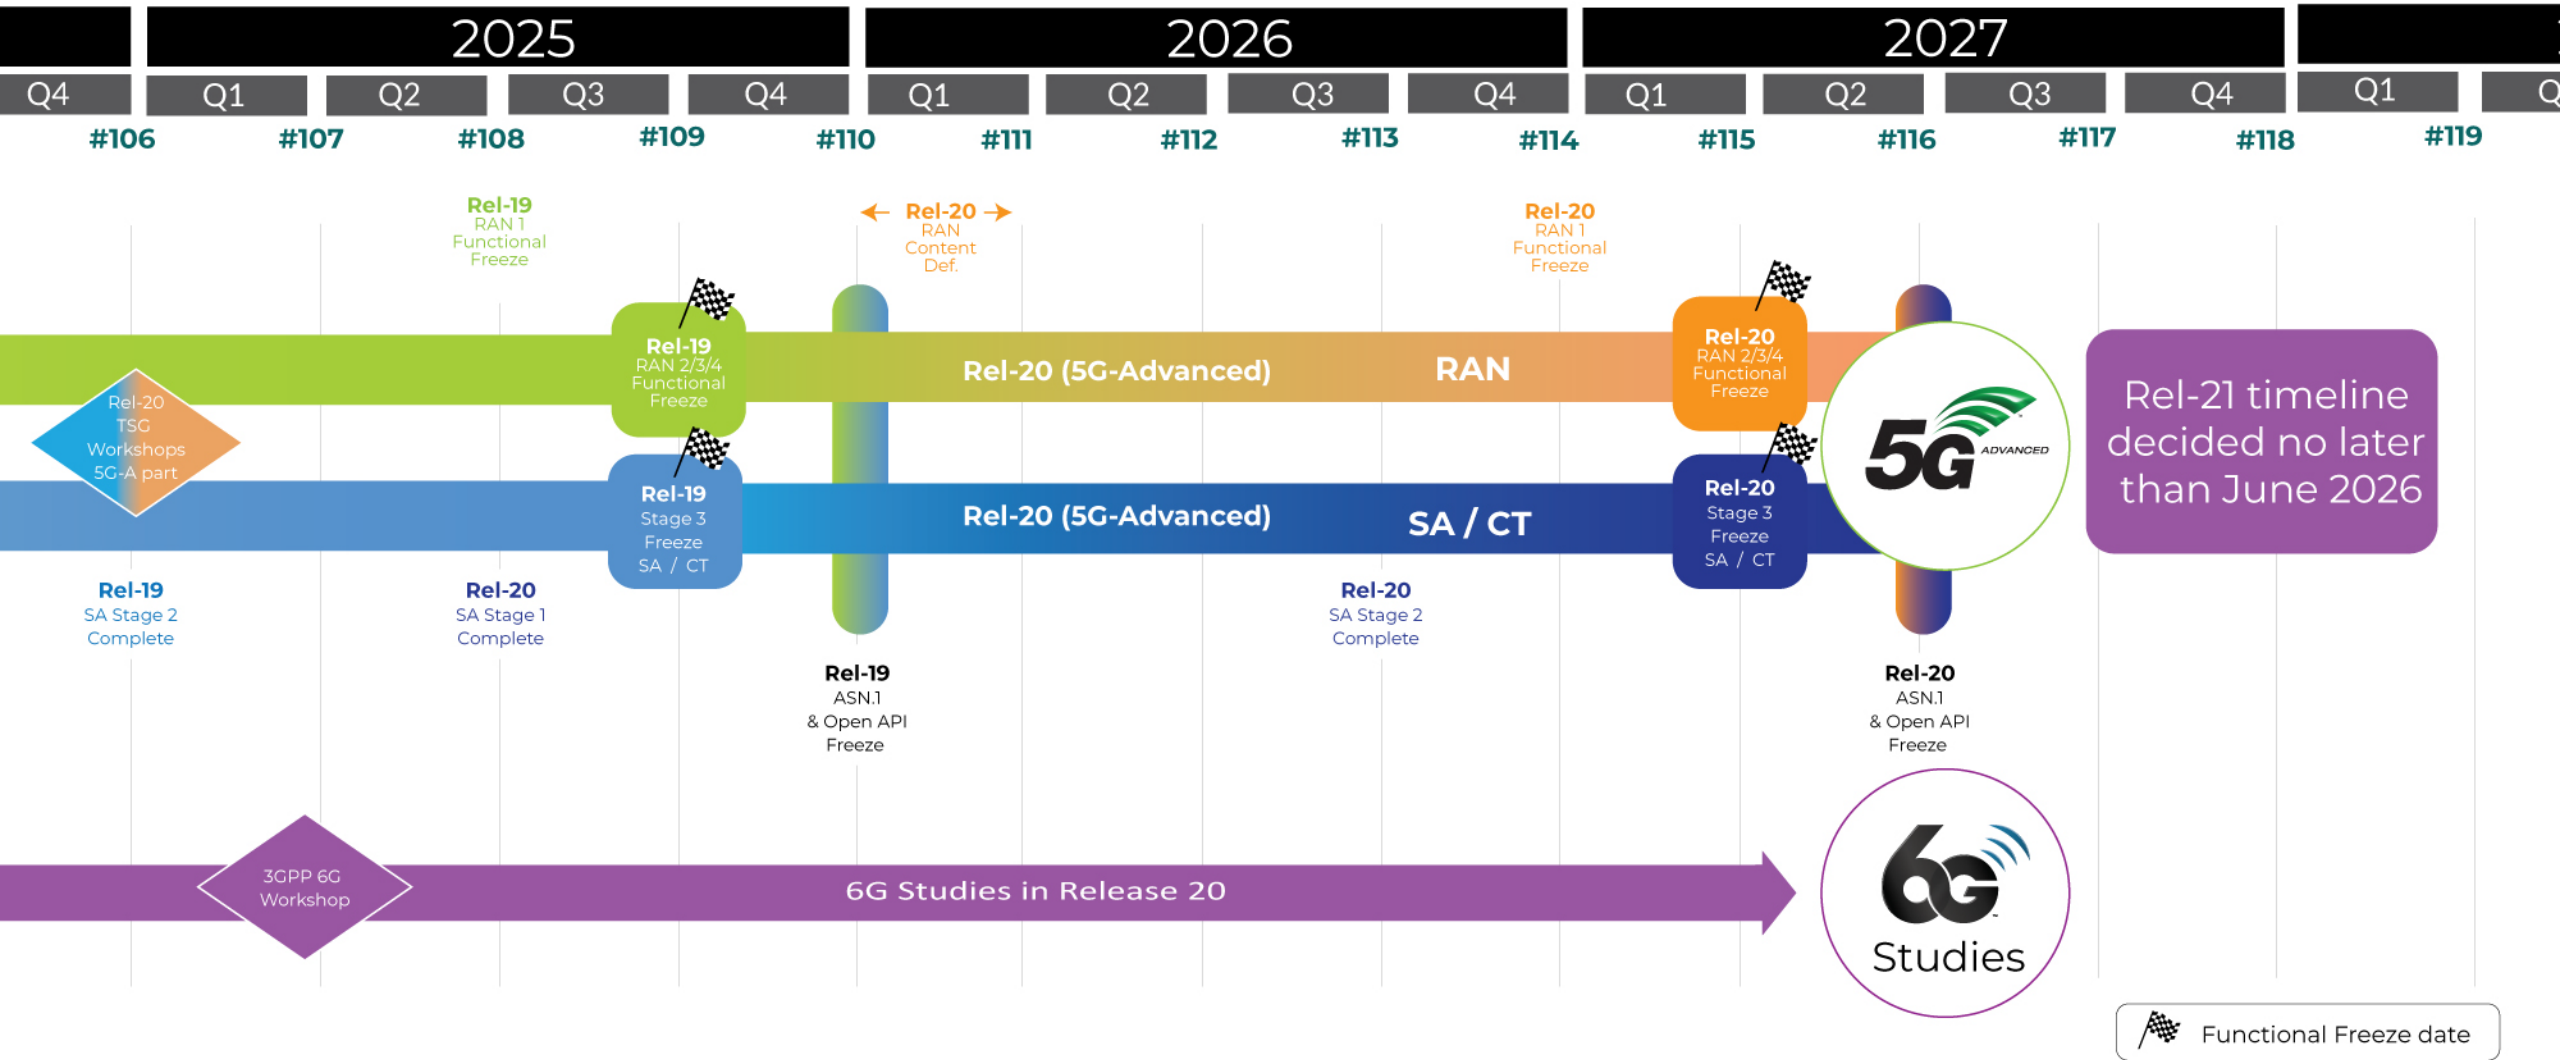 2025
2026
2027
Q4
Q1
Q2
Q3
Q4
Q1
Q2
Q3
Q4
Q1
Q2
Q3
Q4
Q1
#106
#107
#108
#109
#110
#111
#112
#113
#114
#115
#116
#117
#118
#119
Rel-19
RAN 1
Functional
Freeze
Rel-20
RAN
Content
Def.
Rel-20
RAN 1
Functional
Freeze
Rel-19
RAN 2/3/4
Functional
Freeze
Rel-20 (5G-Advanced)
RAN
Rel-20
RAN 2/3/4
Functional
Freeze
Rel-20
TSG
Workshops
5G-A part
5G
ADVANCED
Rel-21 timeline
decided no later
than June 2026
Rel-19
Stage 3
Freeze
SA / CT
Rel-20 (5G-Advanced)
SA / CT
Rel-20
Stage 3
Freeze
SA / CT
Rel-19
SA Stage 2
Complete
Rel-20
SA Stage 1
Complete
Rel-20
SA Stage 2
Complete
Rel-19
ASN.1
& Open API
Freeze
Rel-20
ASN.1
& Open API
Freeze
3GPP 6G
Workshop
6G Studies in Release 20
6G
Studies
Functional Freeze date